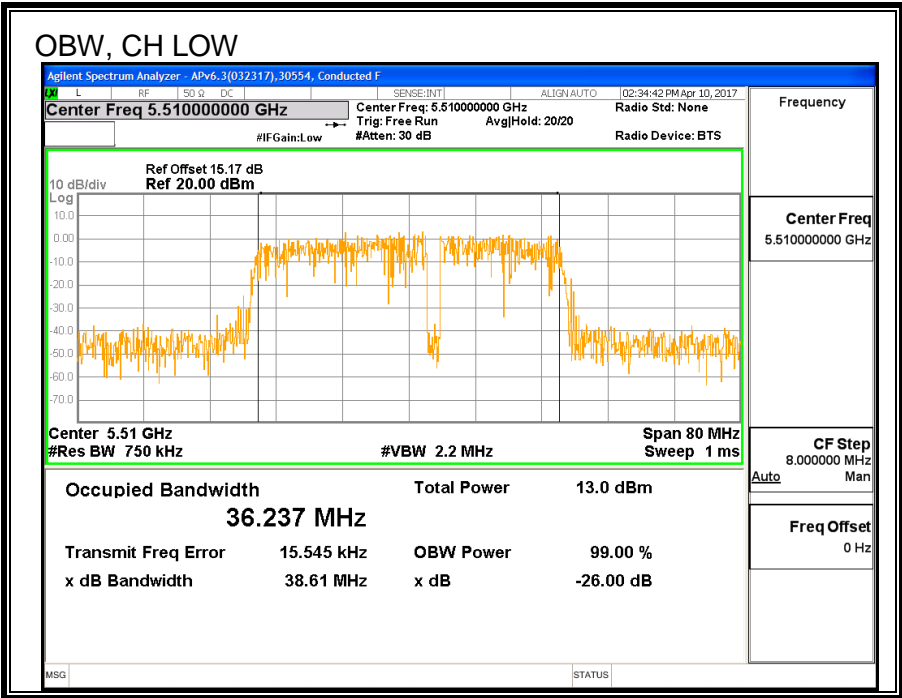 OBW, CH LOW
Agilent Spectrum Analyzer - APv6.3(032317),30554, Conducted F
LXI L RF 50 Ω DC SENSE:INT ALIGN AUTO 02:34:42 PM Apr 10, 2017
Center Freq 5.510000000 GHz
Center Freq: 5.510000000 GHz
Radio Std: None
Trig: Free Run Avg|Hold: 20/20
#IFGain:Low #Atten: 30 dB Radio Device: BTS
Ref Offset 15.17 dB
10 dB/div Ref 20.00 dBm
Log
10.0
0.00
-10.0
-20.0
-30.0
-40.0
-50.0
-60.0
-70.0
Center 5.51 GHz Span 80 MHz
#Res BW 750 kHz #VBW 2.2 MHz Sweep 1 ms
Occupied Bandwidth Total Power 13.0 dBm
36.237 MHz
Transmit Freq Error 15.545 kHz OBW Power 99.00 %
x dB Bandwidth 38.61 MHz x dB -26.00 dB
MSG STATUS
Frequency
Center Freq
5.510000000 GHz
CF Step
8.000000 MHz
Auto Man
Freq Offset
0 Hz